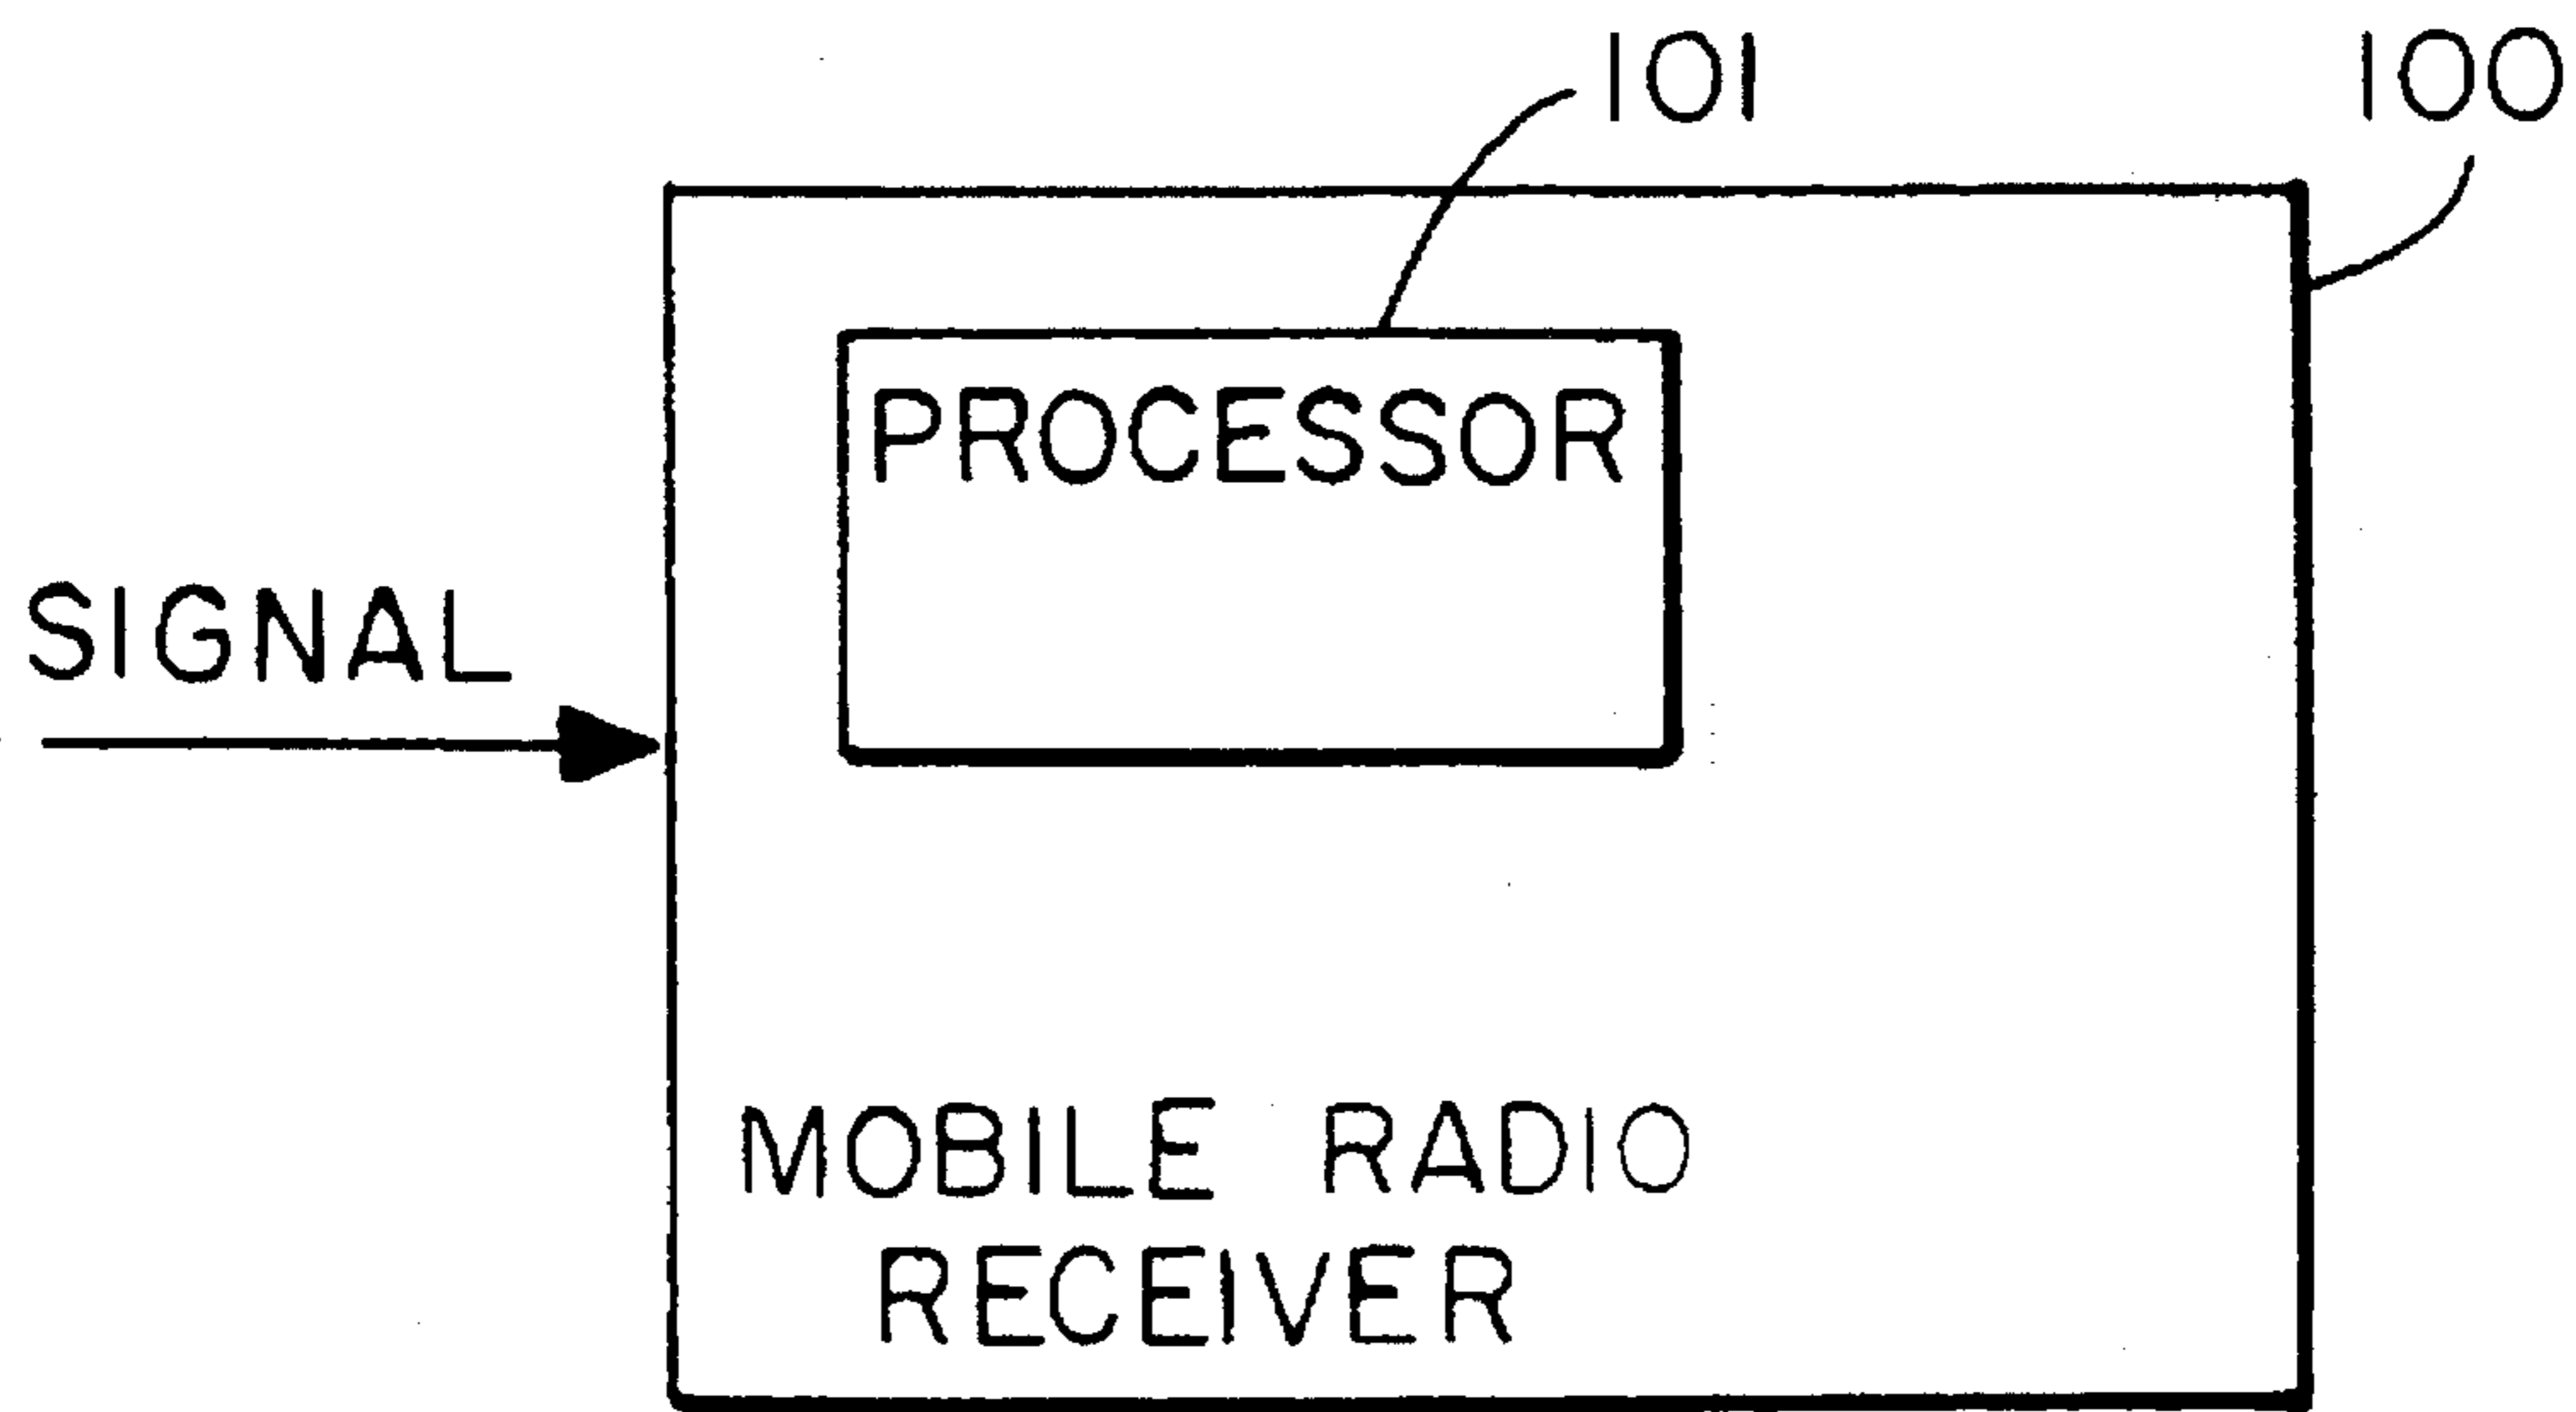 101
100
PROCESSOR
SIGNAL
MOBILE RADIO
RECEIVER